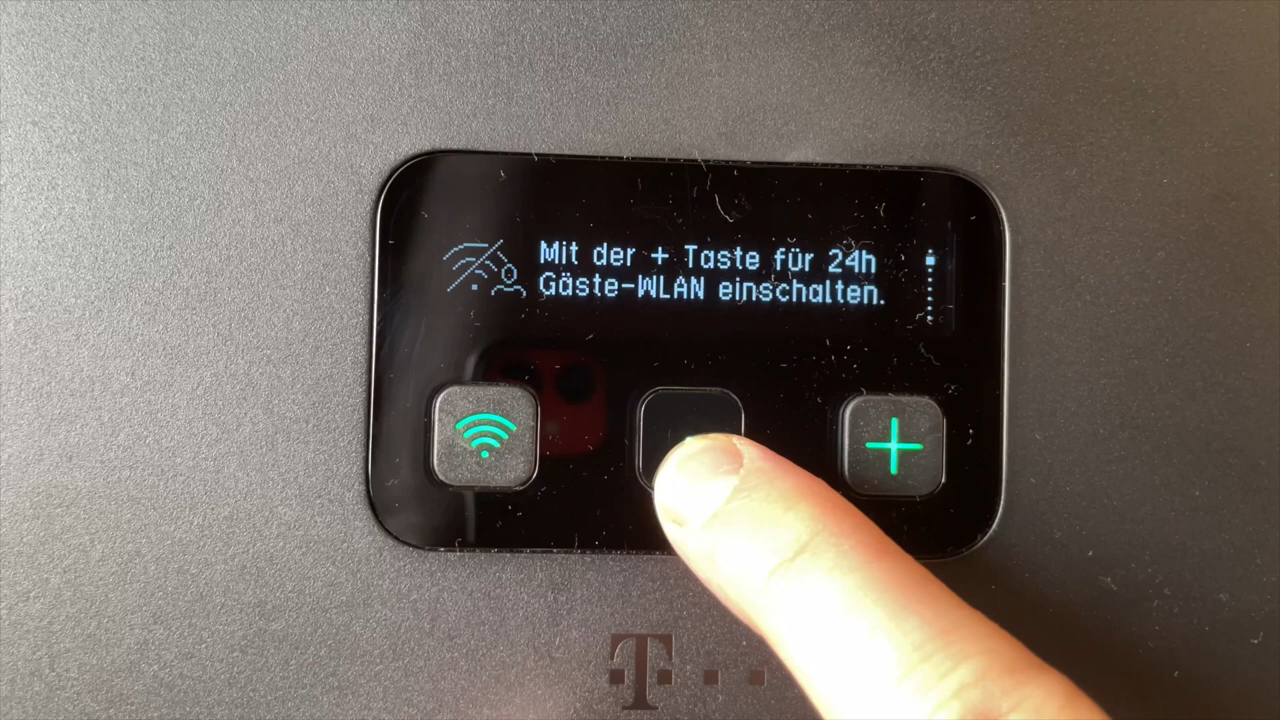 Mit der + Taste für 24h
Gäste-WLAN einschalten.
T